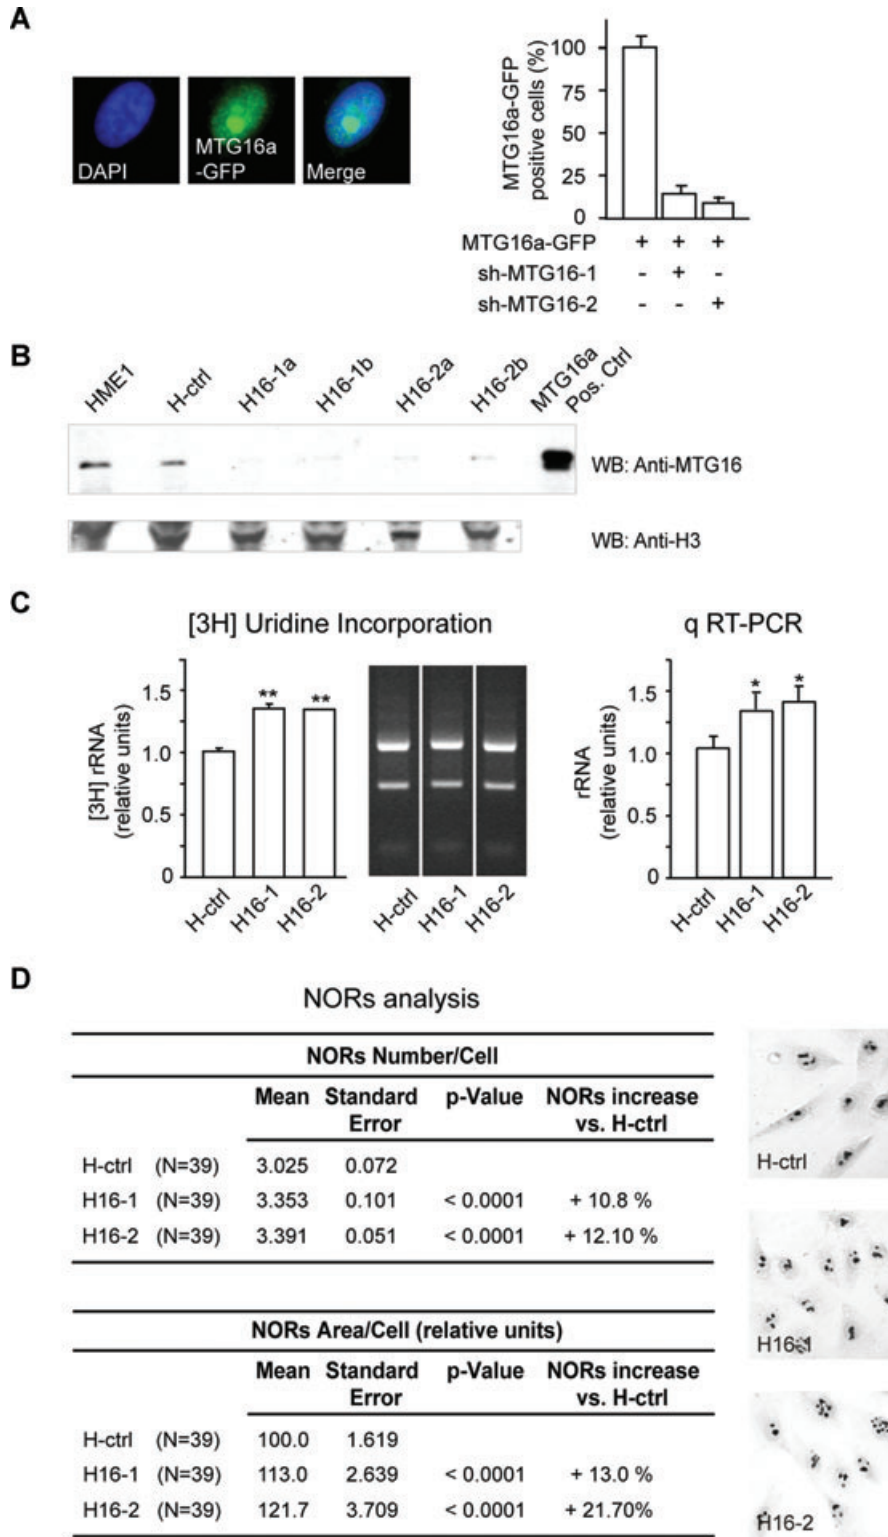 A
DAPI
MTG16a
-GFP
Merge
MTG16a-GFP
positive cells (%)
100
75
50
25
0
MTG16a-GFP + + +
sh-MTG16-1 - + -
sh-MTG16-2 - - +
B
HME1 H-ctrl H16-1a H16-1b H16-2a H16-2b MTG16a
Pos. Ctrl
WB: Anti-MTG16
WB: Anti-H3
C
[3H] Uridine Incorporation
[3H] rRNA
(relative units)
1.5
1.0
0.5
0
** **
H-ctrl H16-1 H16-2
H-ctrl H16-1 H16-2
q RT-PCR
rRNA
(relative units)
1.5
1.0
0.5
0
* *
H-ctrl H16-1 H16-2
D
NORs analysis
NORs Number/Cell
Mean Standard p-Value NORs increase
Error vs. H-ctrl
H-ctrl (N=39) 3.025 0.072
H16-1 (N=39) 3.353 0.101 < 0.0001 + 10.8 %
H16-2 (N=39) 3.391 0.051 < 0.0001 + 12.10 %
NORs Area/Cell (relative units)
Mean Standard p-Value NORs increase
Error vs. H-ctrl
H-ctrl (N=39) 100.0 1.619
H16-1 (N=39) 113.0 2.639 < 0.0001 + 13.0 %
H16-2 (N=39) 121.7 3.709 < 0.0001 + 21.70%
H-ctrl
H16-1
H16-2